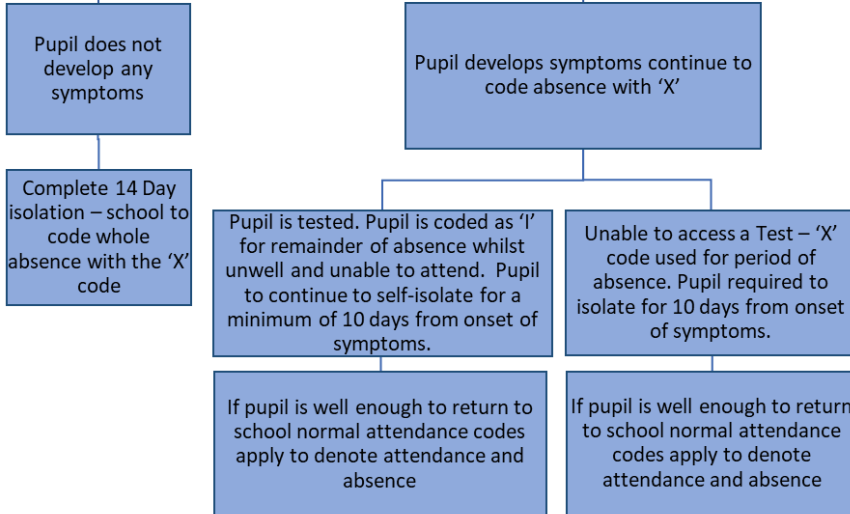 Pupil does not
develop any
symptoms
Pupil develops symptoms continue to
code absence with ‘X’
Complete 14 Day
isolation – school to
code whole
absence with the ‘X’
code
Pupil is tested. Pupil is coded as ‘I’
for remainder of absence whilst
unwell and unable to attend.  Pupil
to continue to self-isolate for a
minimum of 10 days from onset of
symptoms.
Unable to access a Test – ‘X’
code used for period of
absence. Pupil required to
isolate for 10 days from onset
of symptoms.
If pupil is well enough to return to
school normal attendance codes
apply to denote attendance and
absence
If pupil is well enough to return
to school normal attendance
codes apply to denote
attendance and absence